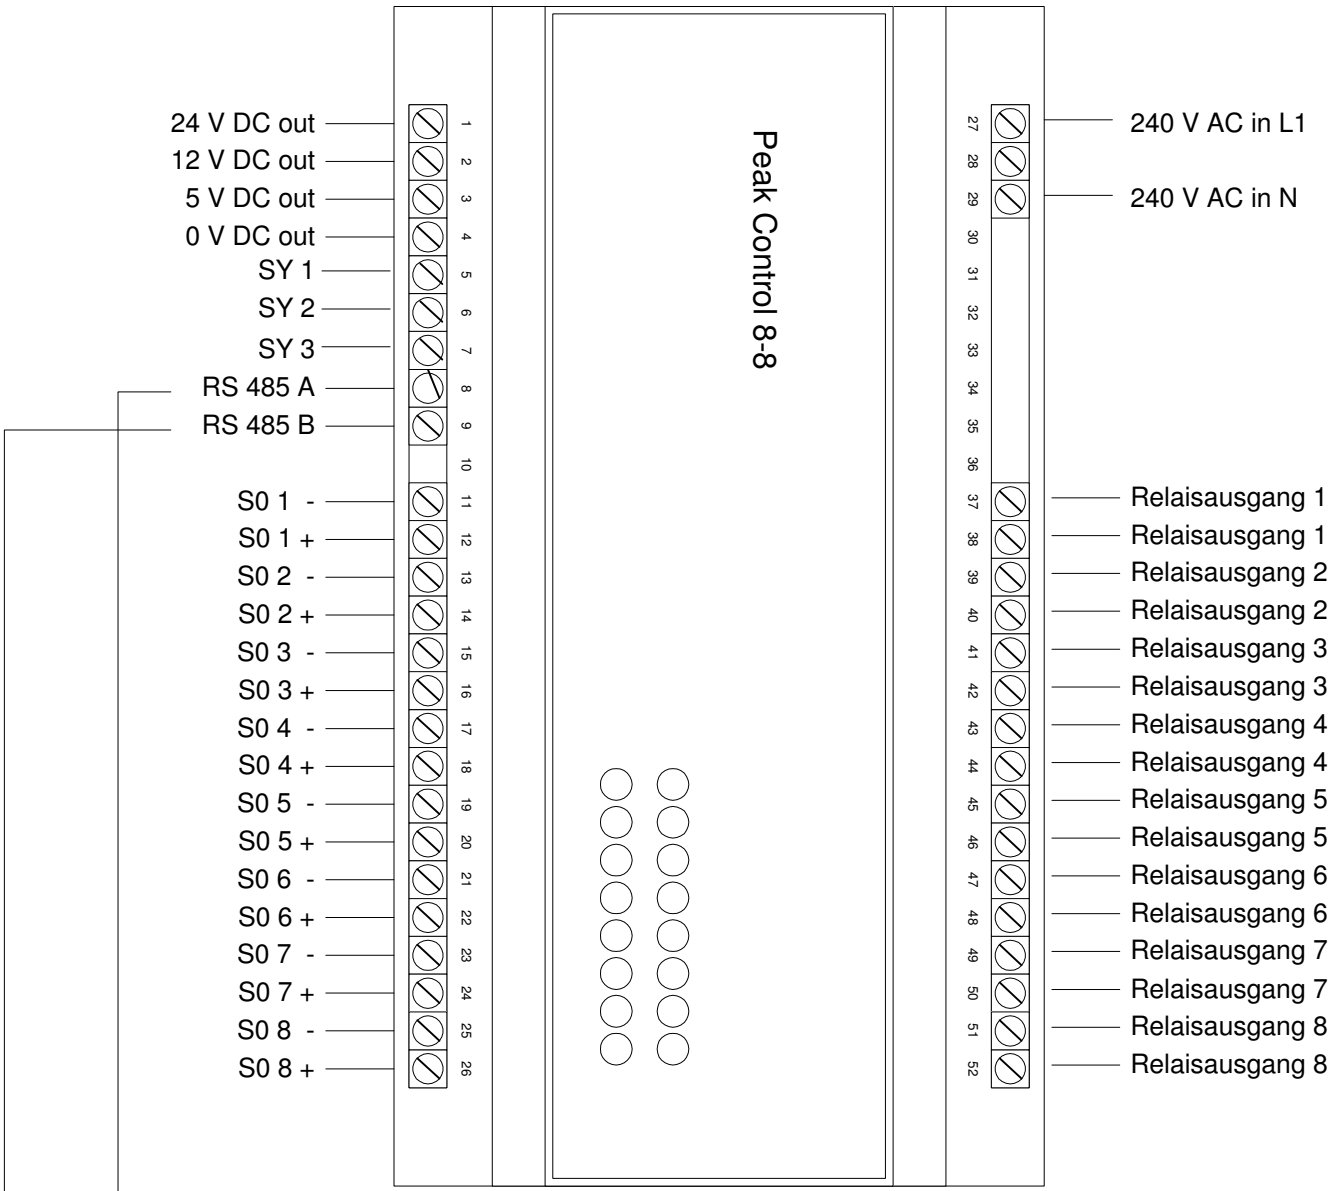 24 V DC out
12 V DC out
5 V DC out
0 V DC out
SY 1
SY 2
SY 3
RS 485 A
RS 485 B
S0 1 -
S0 1 +
S0 2 -
S0 2 +
S0 3 -
S0 3 +
S0 4 -
S0 4 +
S0 5 -
S0 5 +
S0 6 -
S0 6 +
S0 7 -
S0 7 +
S0 8 -
S0 8 +
1
2
3
4
5
6
7
8
9
10
11
12
13
14
15
16
17
18
19
20
21
22
23
24
25
26
Peak Control 8-8
27
28
29
30
31
32
33
34
35
36
37
38
39
40
41
42
43
44
45
46
47
48
49
50
51
52
240 V AC in L1
240 V AC in N
Relaisausgang 1
Relaisausgang 1
Relaisausgang 2
Relaisausgang 2
Relaisausgang 3
Relaisausgang 3
Relaisausgang 4
Relaisausgang 4
Relaisausgang 5
Relaisausgang 5
Relaisausgang 6
Relaisausgang 6
Relaisausgang 7
Relaisausgang 7
Relaisausgang 8
Relaisausgang 8